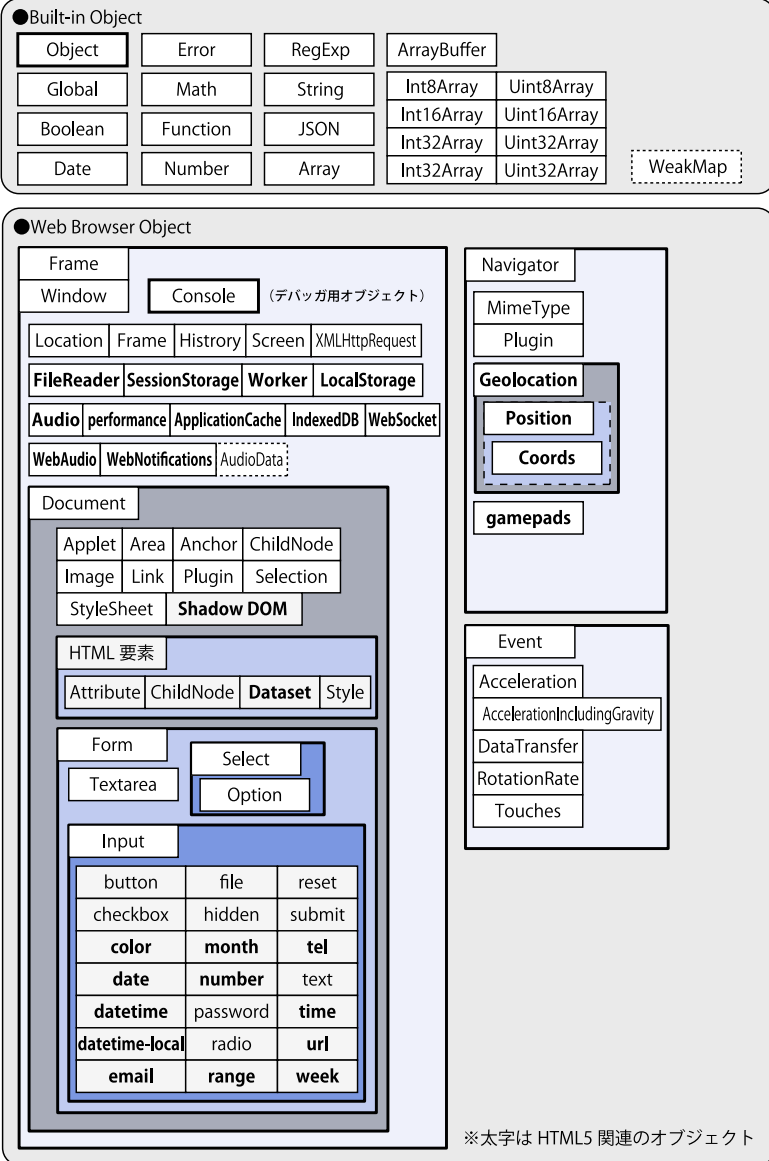 ●Built-in Object
Object Error RegExp ArrayBuffer
Global Math String Int8Array Uint8Array
Int16Array Uint16Array
Boolean Function JSON Int32Array Uint32Array
Date Number Array Int32Array Uint32Array WeakMap
●Web Browser Object
Frame
Window Console (デバッガ用オブジェクト)
Location Frame Histrory Screen XMLHttpRequest
FileReader SessionStorage Worker LocalStorage
Audio performance ApplicationCache IndexedDB WebSocket
WebAudio WebNotifications AudioData
Document
Applet Area Anchor ChildNode
Image Link Plugin Selection
StyleSheet Shadow DOM
HTML 要素
Attribute ChildNode Dataset Style
Form
Select
Textarea
Option
Input
button file reset
checkbox hidden submit
color month tel
date number text
datetime password time
datetime-local radio url
email range week
Navigator
MimeType
Plugin
Geolocation
Position
Coords
gamepads
Event
Acceleration
AccelerationIncludingGravity
DataTransfer
RotationRate
Touches
※太字は HTML5 関連のオブジェクト